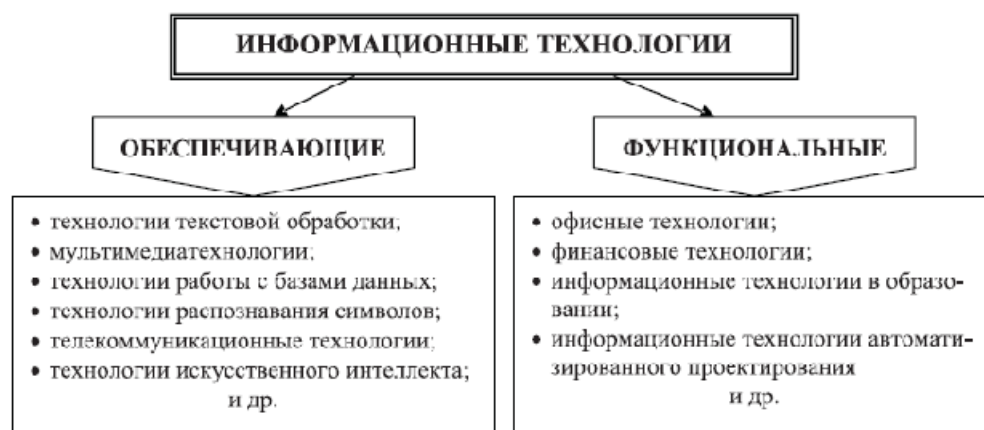 ИНФОРМАЦИОННЫЕ ТЕХНОЛОГИИ
ОБЕСПЕЧИВАЮЩИЕ
• технологии текстовой обработки;
• мультимедиатехнологии;
• технологии работы с базами данных;
• технологии распознавания символов;
• телекоммуникационные технологии;
• технологии искусственного интеллекта;
и др.
ФУНКЦИОНАЛЬНЫЕ
• офисные технологии;
• финансовые технологии;
• информационные технологии в образо-
вании;
• информационные технологии автомати-
зированного проектирования
и др.